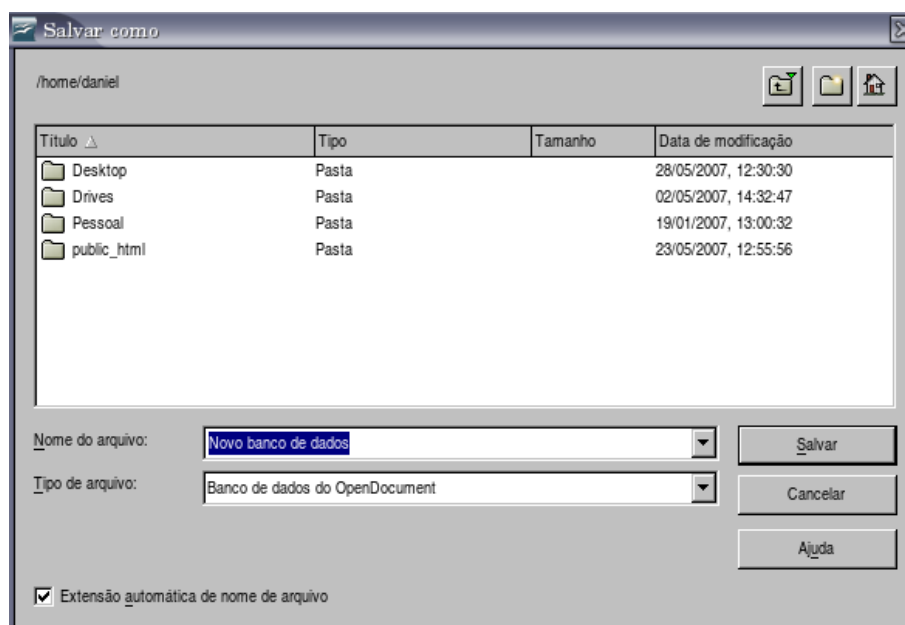 Salvar como
/home/daniel
Título Tipo Tamanho Data de modificação
Desktop Pasta 28/05/2007, 12:30:30
Drives Pasta 02/05/2007, 14:32:47
Pessoal Pasta 19/01/2007, 13:00:32
public_html Pasta 23/05/2007, 12:55:56
Nome do arquivo: Novo banco de dados Salvar
Tipo de arquivo: Banco de dados do OpenDocument Cancelar
Ajuda
Extensão automática de nome de arquivo